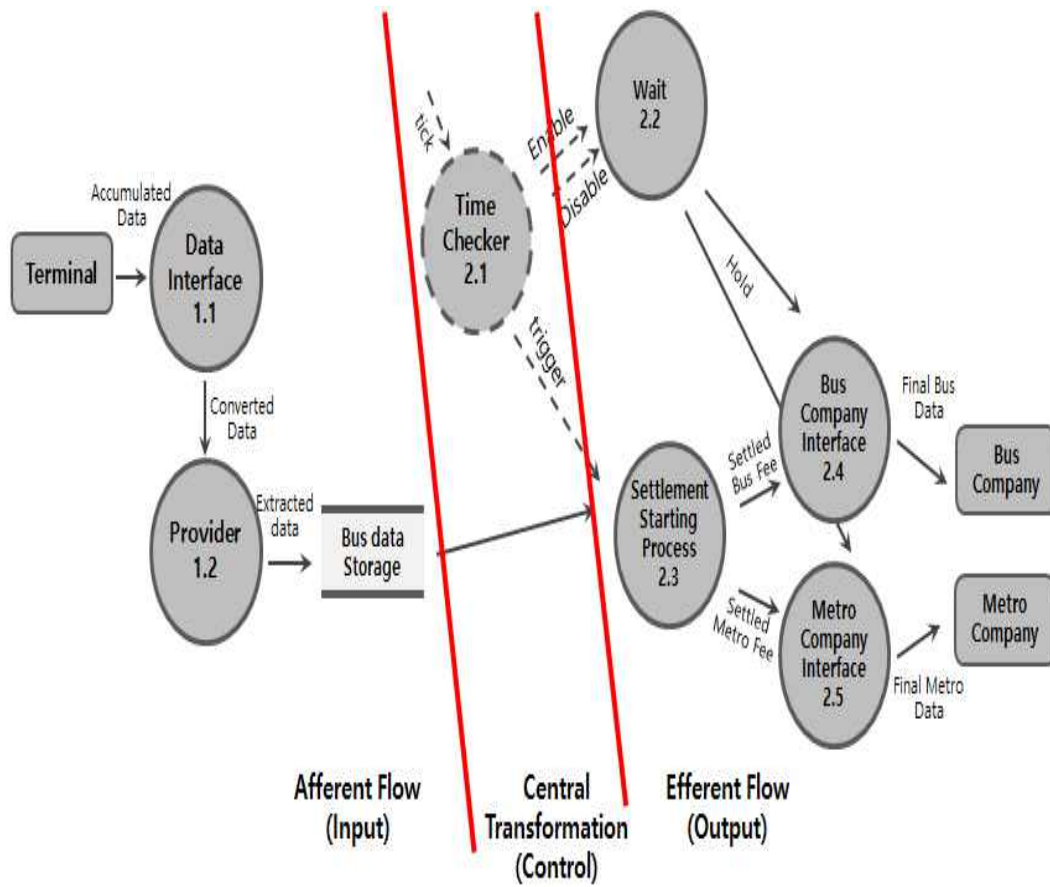 tick
Enable
Disable
Wait
2.2
Time
Checker
2.1
Accumulated
Data
Terminal
Data
Interface
1.1
Hold
trigger
Converted
Data
Bus
Company
Interface
2.4
Final Bus
Data
Bus
Company
Settled
Bus Fee
Provider
1.2
Extracted
data
Bus data
Storage
Settlement
Starting
Process
2.3
Settled
Metro Fee
Metro
Company
Interface
2.5
Metro
Company
Final Metro
Data
Afferent Flow
(Input)
Central
Transformation
(Control)
Efferent Flow
(Output)